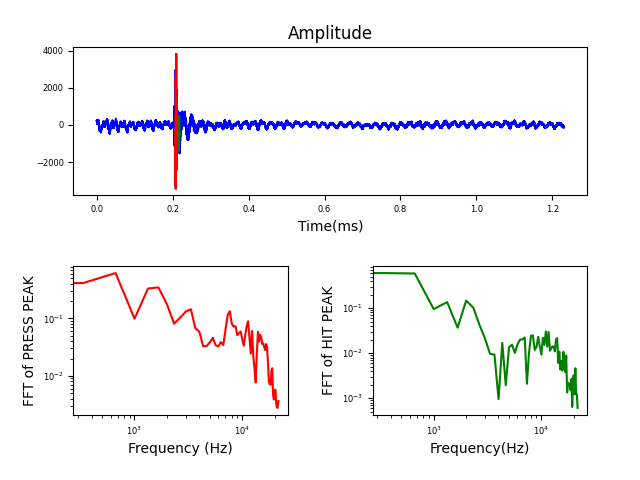 Amplitude
4000
2000
0
−2000
0.0 0.2 0.4 0.6 0.8 1.0 1.2
Time(ms)
FFT of PRESS PEAK
10⁻¹
10⁻²
10³ 10⁴
Frequency (Hz)
FFT of HIT PEAK
10⁻¹
10⁻²
10⁻³
10³ 10⁴
Frequency(Hz)